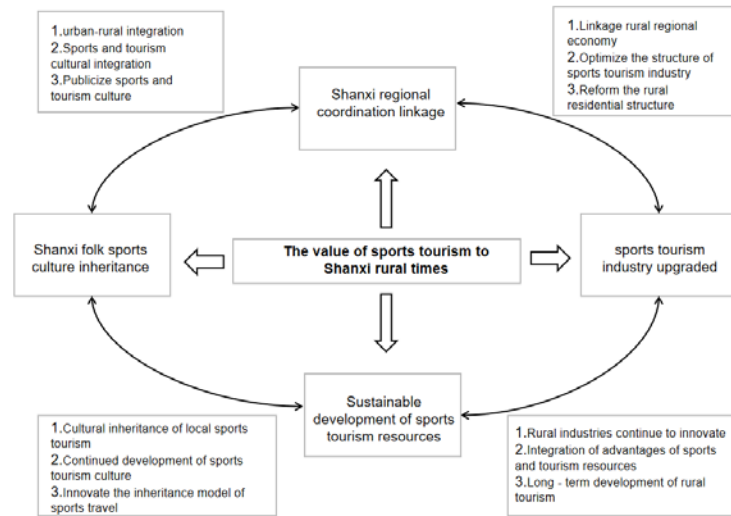 1.urban-rural integration
2.Sports and tourism
cultural integration
3.Publicize sports and
tourism culture
1.Linkage rural regional
economy
2.Optimize the structure of
sports tourism industry
3.Reform the rural
residential structure
Shanxi regional
coordination linkage
Shanxi folk sports
culture inheritance
The value of sports tourism to
Shanxi rural times
sports tourism
industry upgraded
Sustainable
development of sports
tourism resources
1.Cultural inheritance of local sports
tourism
2.Continued development of sports
tourism culture
3.Innovate the inheritance model of
sports travel
1.Rural industries continue to innovate
2.Integration of advantages of sports
and tourism resources
3.Long - term development of rural
tourism